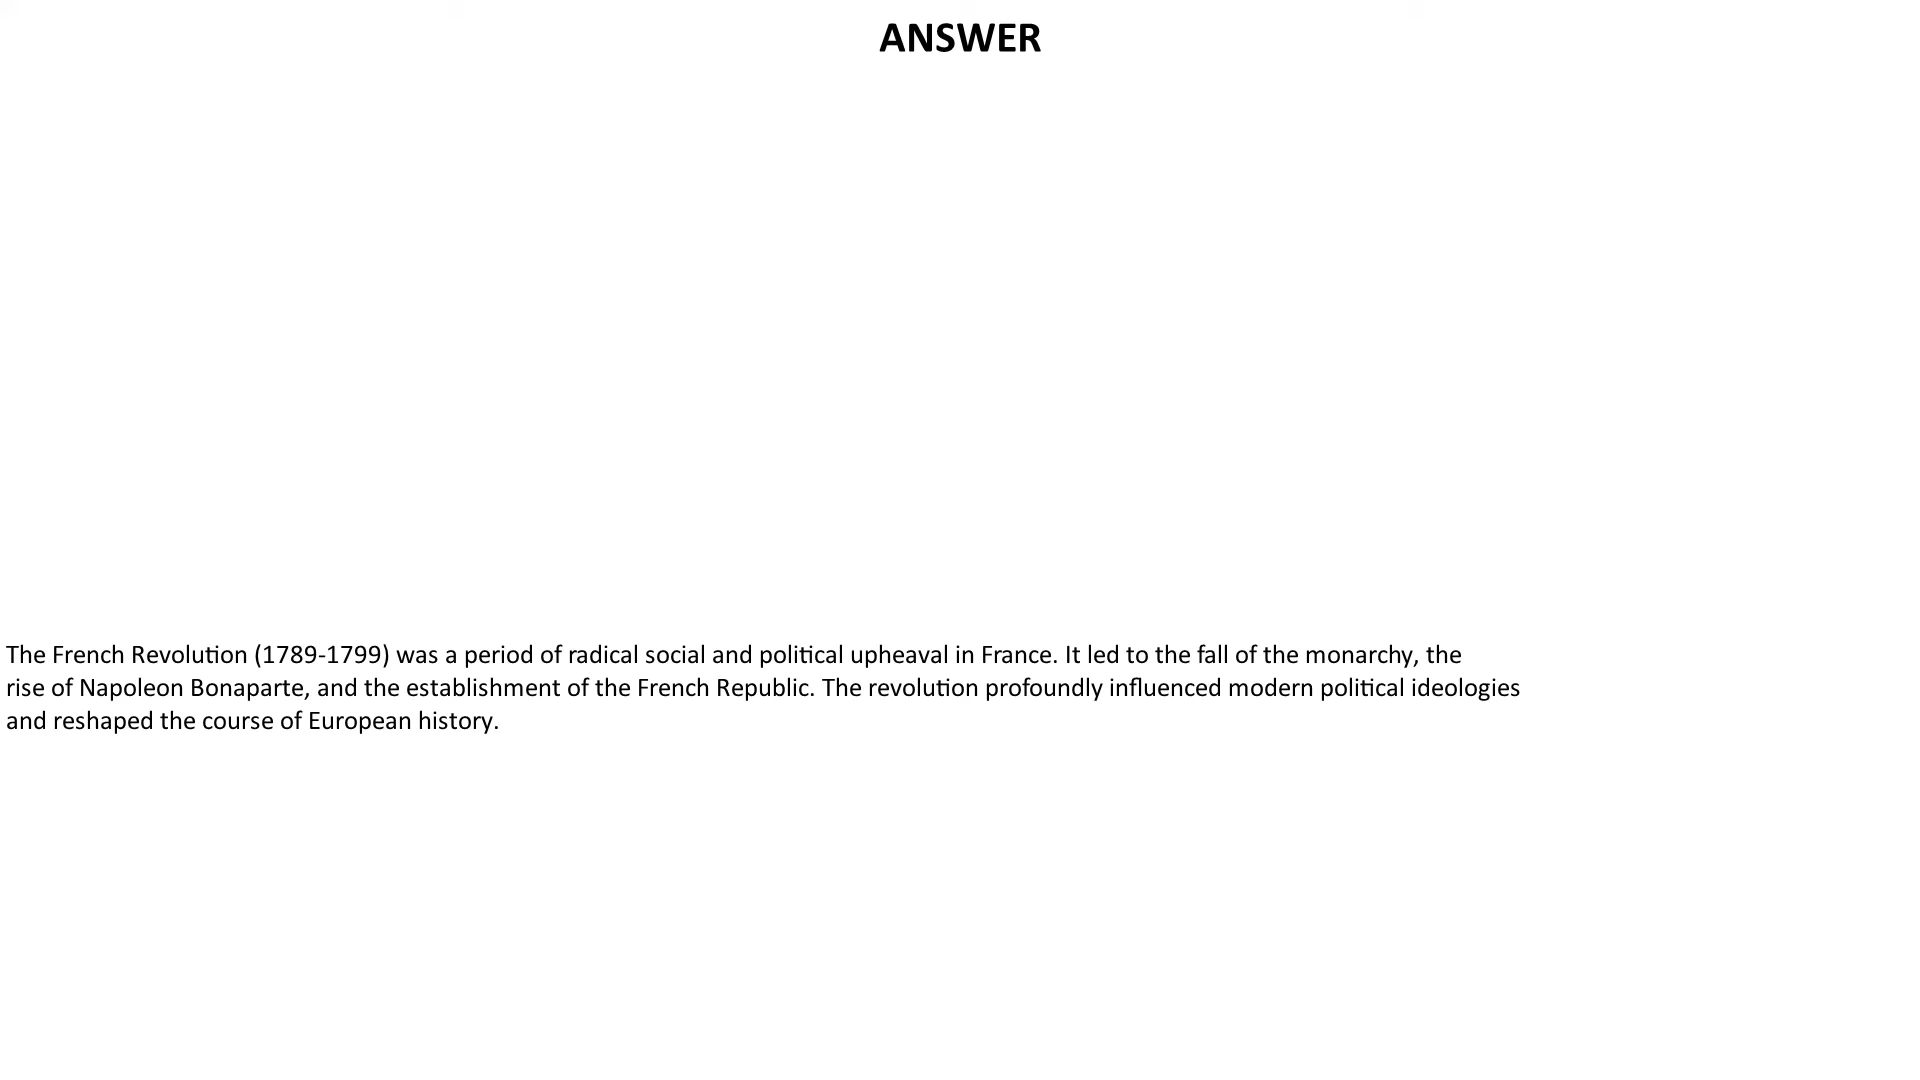 ANSWER
The French Revolution (1789-1799) was a period of radical social and political upheaval in France. It led to the fall of the monarchy, the
rise of Napoleon Bonaparte, and the establishment of the French Republic. The revolution profoundly influenced modern political ideologies
and reshaped the course of European history.